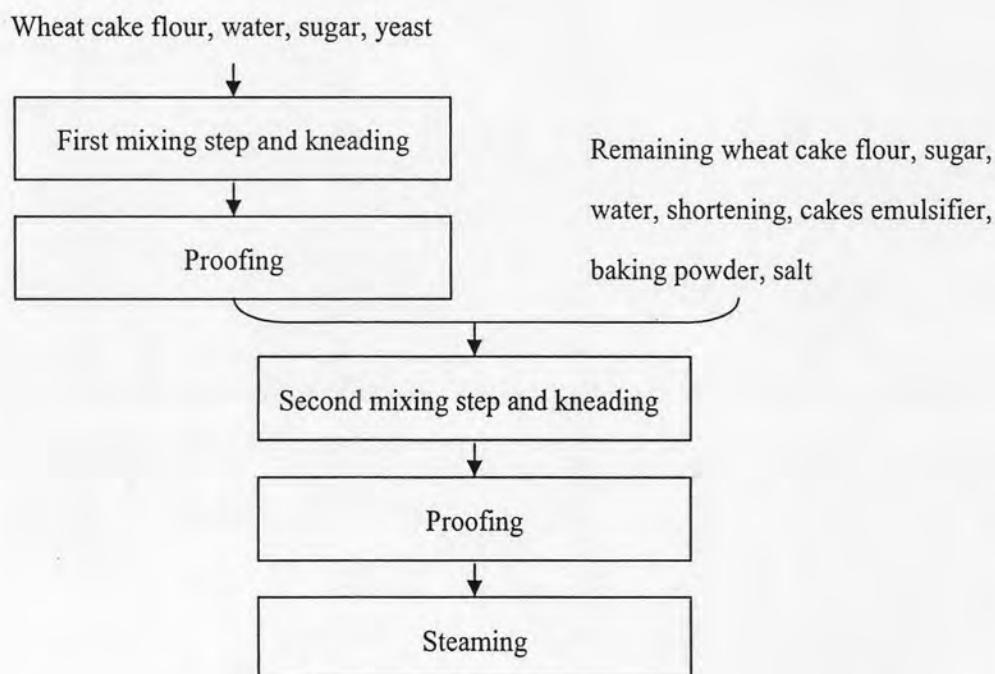 Wheat cake flour, water, sugar, yeast
First mixing step and kneading
Proofing
Remaining wheat cake flour, sugar,
water, shortening, cakes emulsifier,
baking powder, salt
Second mixing step and kneading
Proofing
Steaming